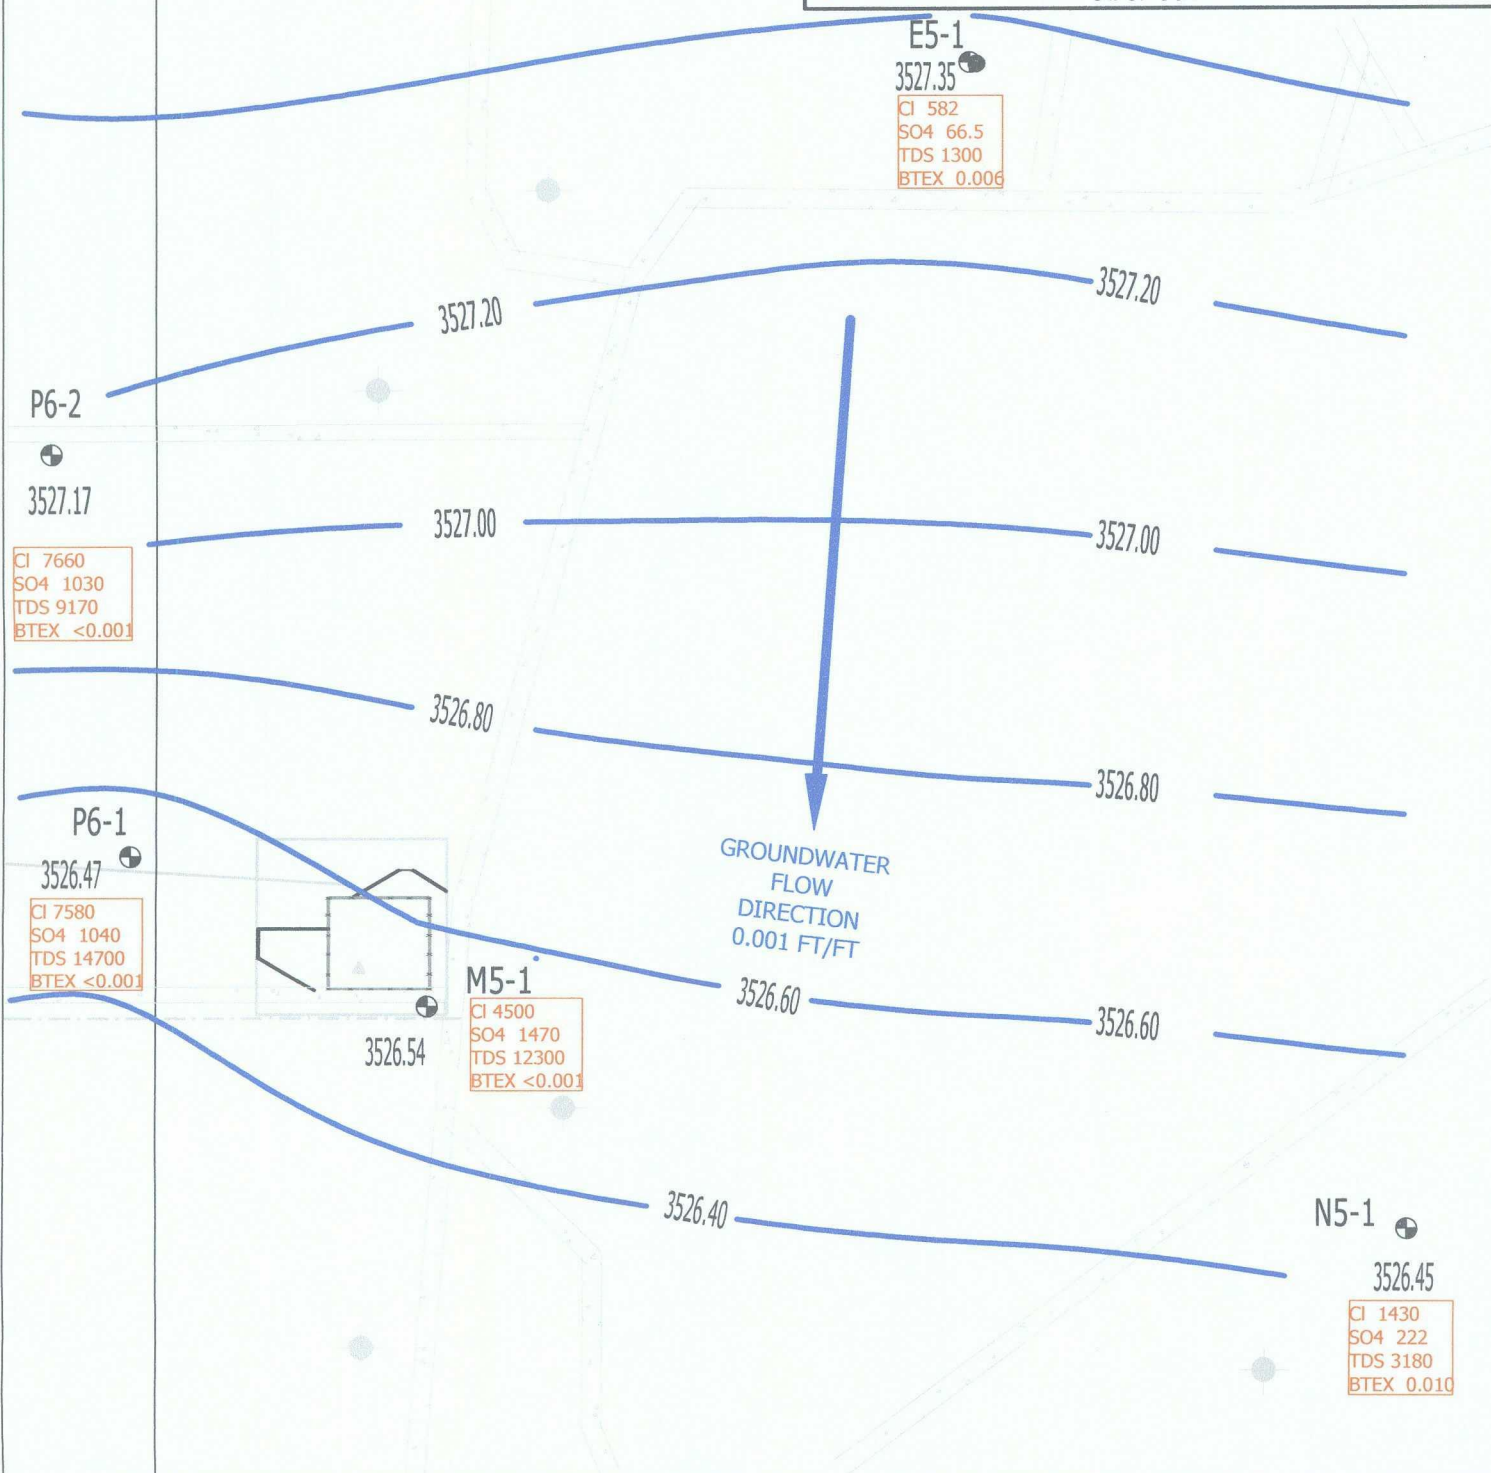 E5-1
3527.35
Cl 582
SO4 66.5
TDS 1300
BTEX 0.006
3527.20
3527.20
P6-2
3527.17
Cl 7660
SO4 1030
TDS 9170
BTEX <0.001
3527.00
3527.00
3526.80
3526.80
P6-1
3526.47
Cl 7580
SO4 1040
TDS 14700
BTEX <0.001
GROUNDWATER
FLOW
DIRECTION
0.001 FT/FT
M5-1
3526.54
Cl 4500
SO4 1470
TDS 12300
BTEX <0.001
3526.60
3526.60
3526.40
N5-1
3526.45
Cl 1430
SO4 222
TDS 3180
BTEX 0.010